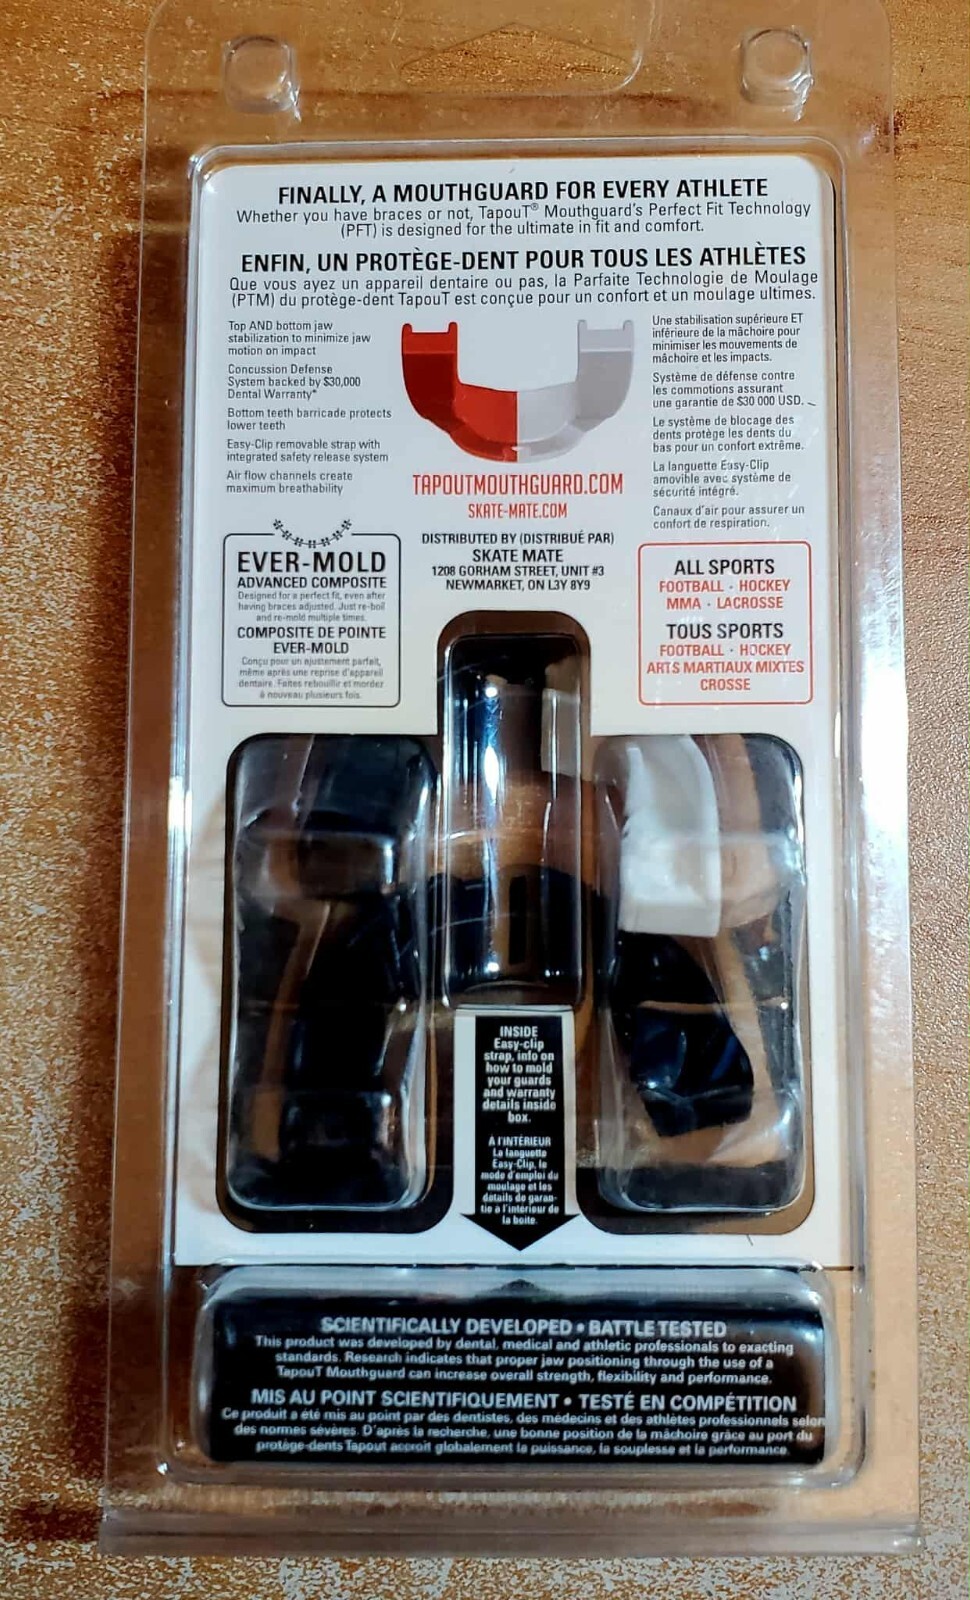 FINALLY, A MOUTHGUARD FOR EVERY ATHLETE
Whether you have braces or not, TapouT® Mouthguard's Perfect Fit Technology
(PFT) is designed for the ultimate in fit and comfort.
ENFIN, UN PROTÈGE-DENT POUR TOUS LES ATHLÈTES
Que vous ayez un appareil dentaire ou pas, la Parfaite Technologie de Moulage
(PTM) du protège-dent TapouT est conçue pour un confort et un moulage ultimes.
Top AND bottom jaw
stabilization to minimize jaw
motion on impact
Concussion Defense
System backed by $30,000
Dental Warranty*
Bottom teeth barricade protects
lower teeth
Easy-Clip removable strap with
integrated safety release system
Air flow channels create
maximum breathability
Une stabilisation supérieure ET
inférieure de la mâchoire pour
minimiser les mouvements de
mâchoire et les impacts.
Système de défense contre
les commotions assurant
une garantie de $30 000 USD.
Le système de blocage des
dents protège les dents du
bas pour un confort extrême.
La languette Easy-Clip
amovible avec système de
sécurité intégré.
Canaux d'air pour assurer un
confort de respiration.
TAPOUTMOUTHGUARD.COM
SKATE-MATE.COM
DISTRIBUTED BY (DISTRIBUÉ PAR)
SKATE MATE
1208 GORHAM STREET, UNIT #3
NEWMARKET, ON L3Y 8Y9
EVER-MOLD
ADVANCED COMPOSITE
Designed for a perfect fit, even after
having braces adjusted. Just re-boil
and re-mold multiple times.
COMPOSITE DE POINTE
EVER-MOLD
Conçu pour un ajustement parfait,
même après une reprise d'appareil
dentaire. Faites rebouillir et morder
à nouveau plusieurs fois.
ALL SPORTS
FOOTBALL · HOCKEY
MMA · LACROSSE
TOUS SPORTS
FOOTBALL · HOCKEY
ARTS MARTIAUX MIXTES
CROSSE
INSIDE
Easy-clip
strap, info on
how to mold
your guards
and warranty
details inside
box.
À l'INTÉRIEUR
La languette
Easy-Clip, le
mode d'emploi du
moulage et les
détails de garan-
tie à l'intérieur de
la boîte.
SCIENTIFICALLY DEVELOPED • BATTLE TESTED
This product was developed by dental, medical and athletic professionals to exacting
standards. Research indicates that proper jaw positioning through the use of a
TapouT Mouthguard can increase overall strength, flexibility and performance.
MIS AU POINT SCIENTIFIQUEMENT • TESTÉ EN COMPÉTITION
Ce produit a été mis au point par des dentistes, des médecins et des athlètes professionnels selon
des normes sévères. D'après la recherche, une bonne position de la mâchoire grâce au port du
protège-dents Tapout accroit globalement la puissance, la souplesse et la performance.